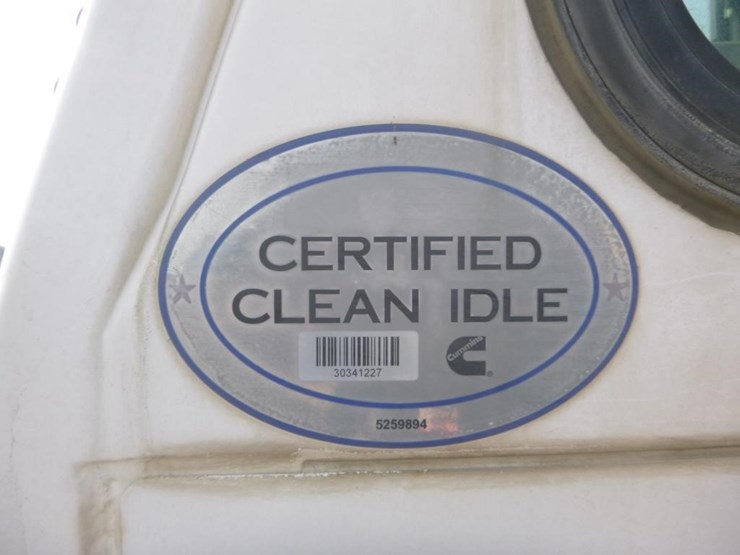 CERTIFIED
CLEAN IDLE
Cummins
30341227
5259894